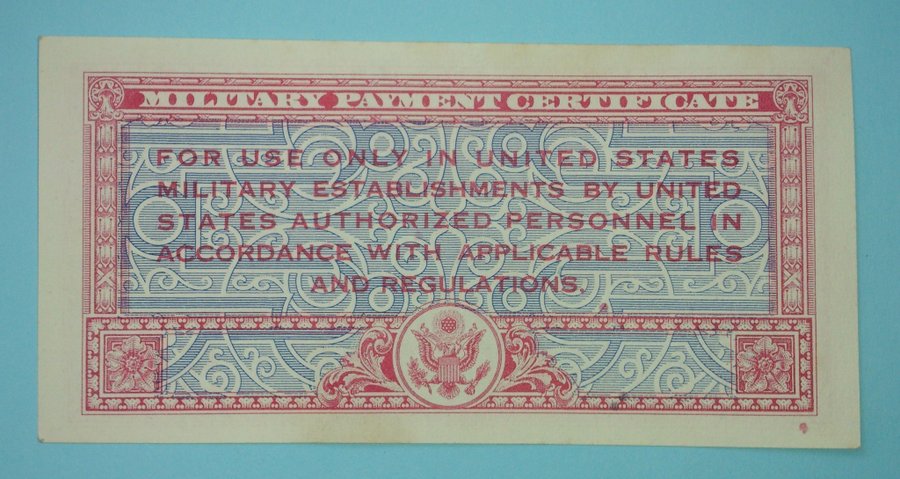 MILITARY PAYMENT CERTIFICATE
FOR USE ONLY IN UNITED STATES
MILITARY ESTABLISHMENTS BY UNITED
STATES AUTHORIZED PERSONNEL IN
ACCORDANCE WITH APPLICABLE RULES
AND REGULATIONS.